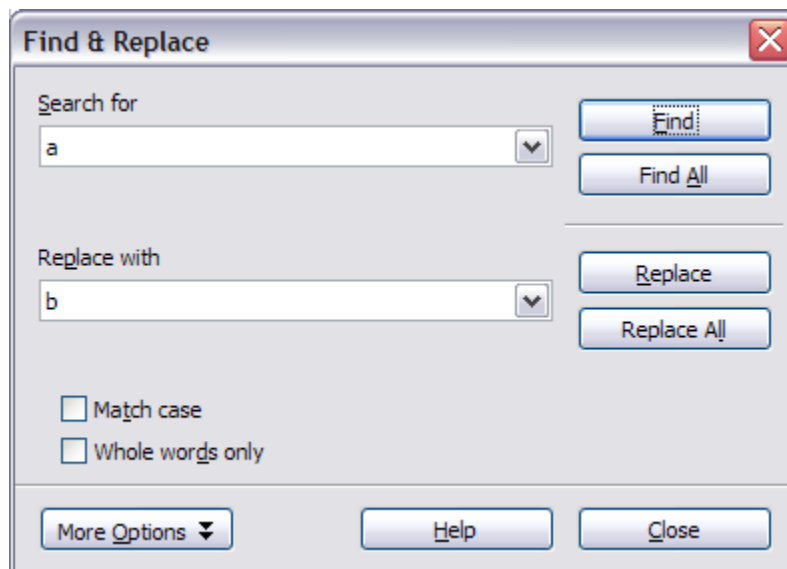 Find & Replace
Search for
a
Find
Find All
Replace with
b
Replace
Replace All
Match case
Whole words only
More Options
Help
Close